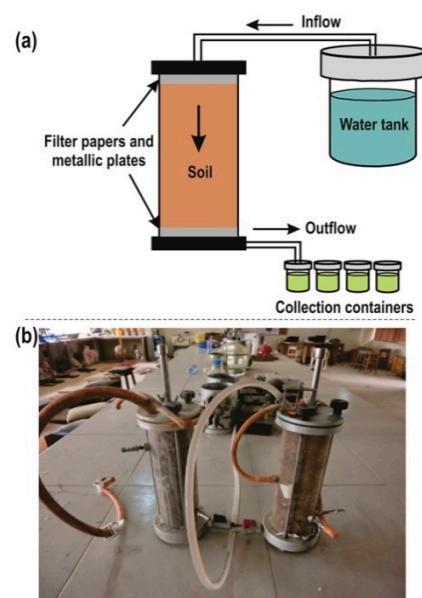 (a)
Inflow
Water tank
Filter papers and
metallic plates
Soil
Outflow
Collection containers
(b)